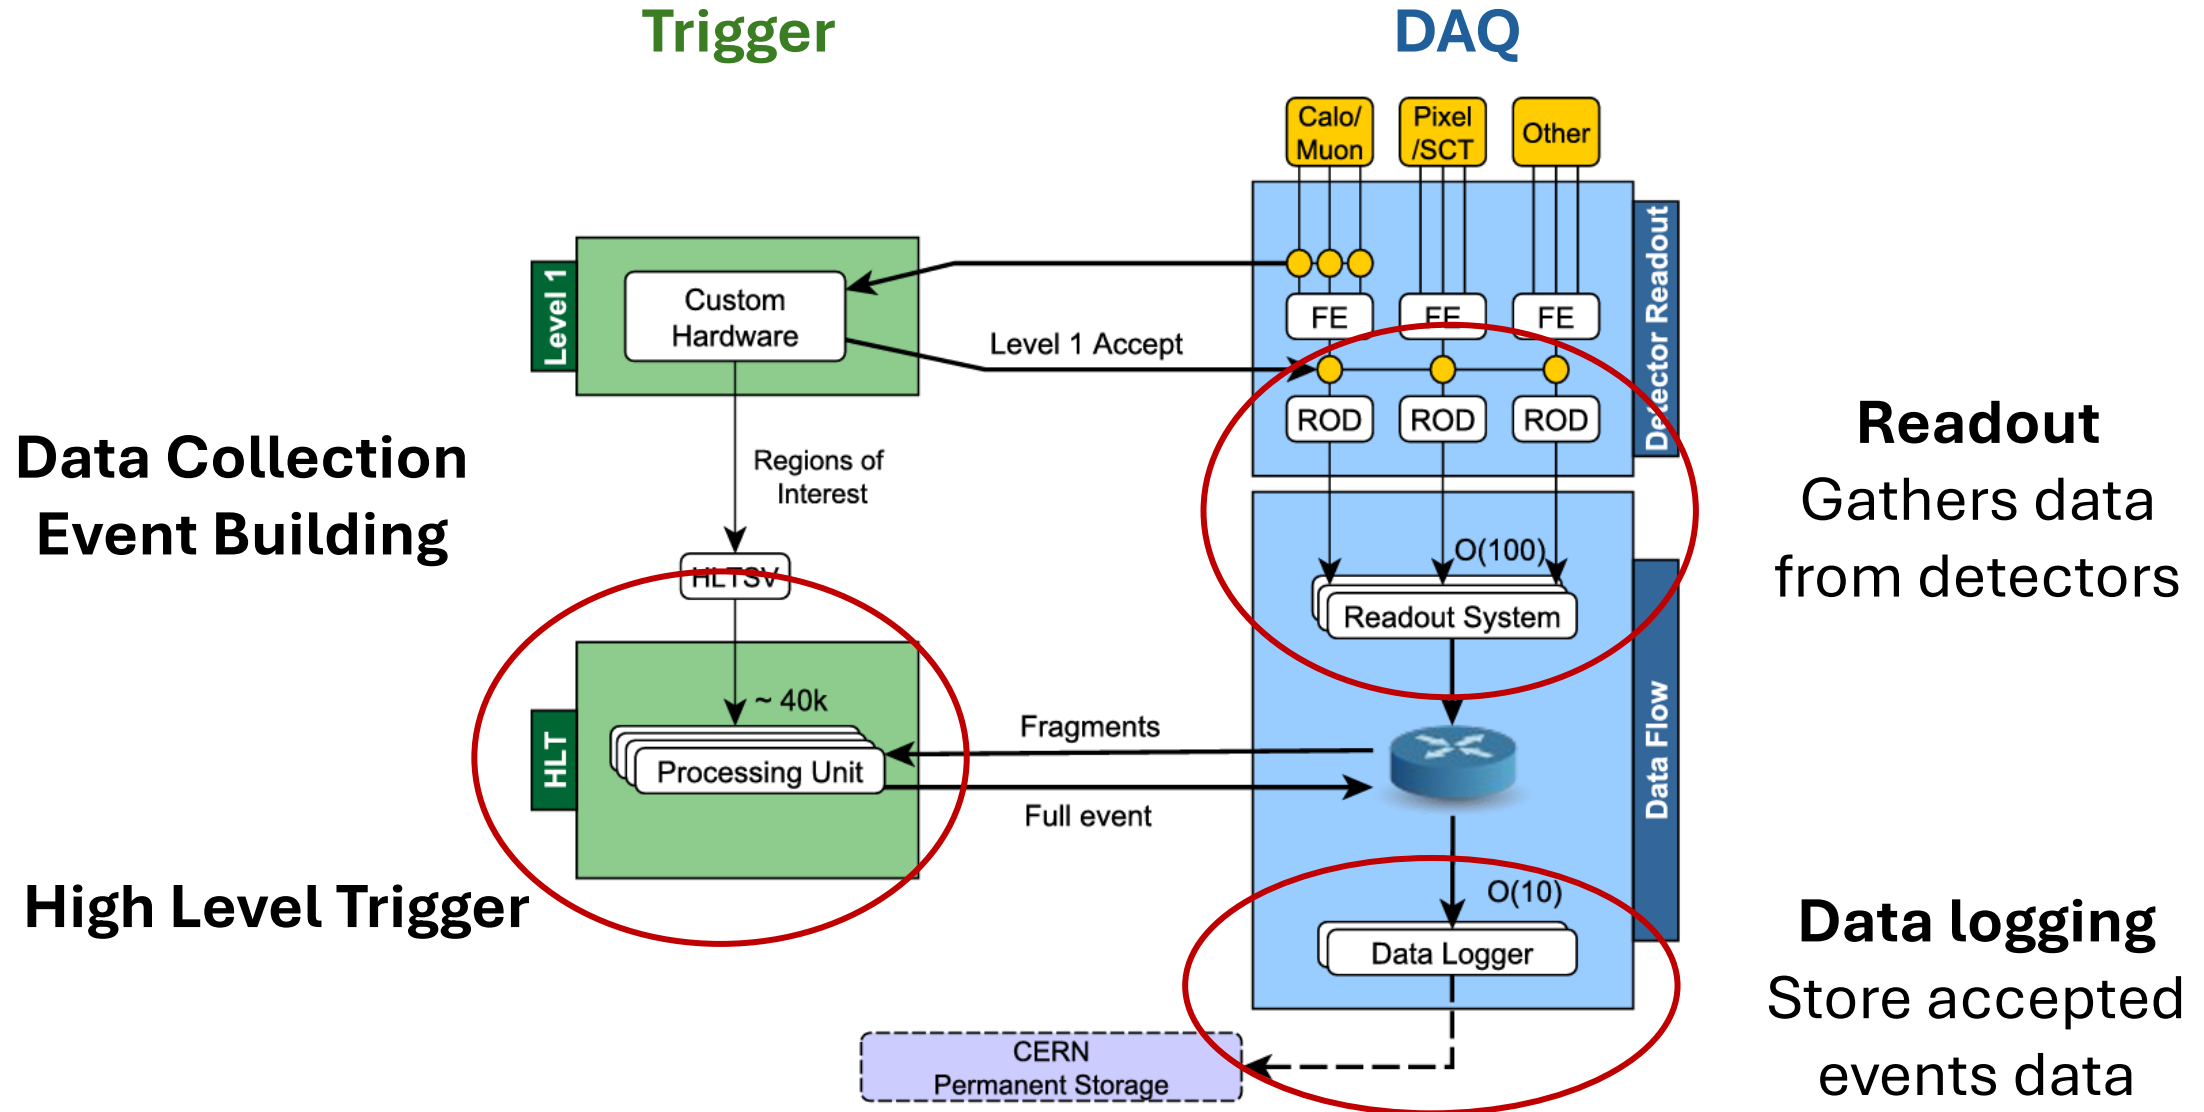 Trigger
DAQ
Calo/
Muon
Pixel
/SCT
Other
Detector Readout
Level 1
Custom
Hardware
FE
FE
FE
Level 1 Accept
ROD
ROD
ROD
Readout
Gathers data
from detectors
Data Collection
Event Building
Regions of
Interest
HLTSV
O(100)
Readout System
Data Flow
HLT
~ 40k
Processing Unit
Fragments
Full event
High Level Trigger
O(10)
Data Logger
Data logging
Store accepted
events data
CERN
Permanent Storage